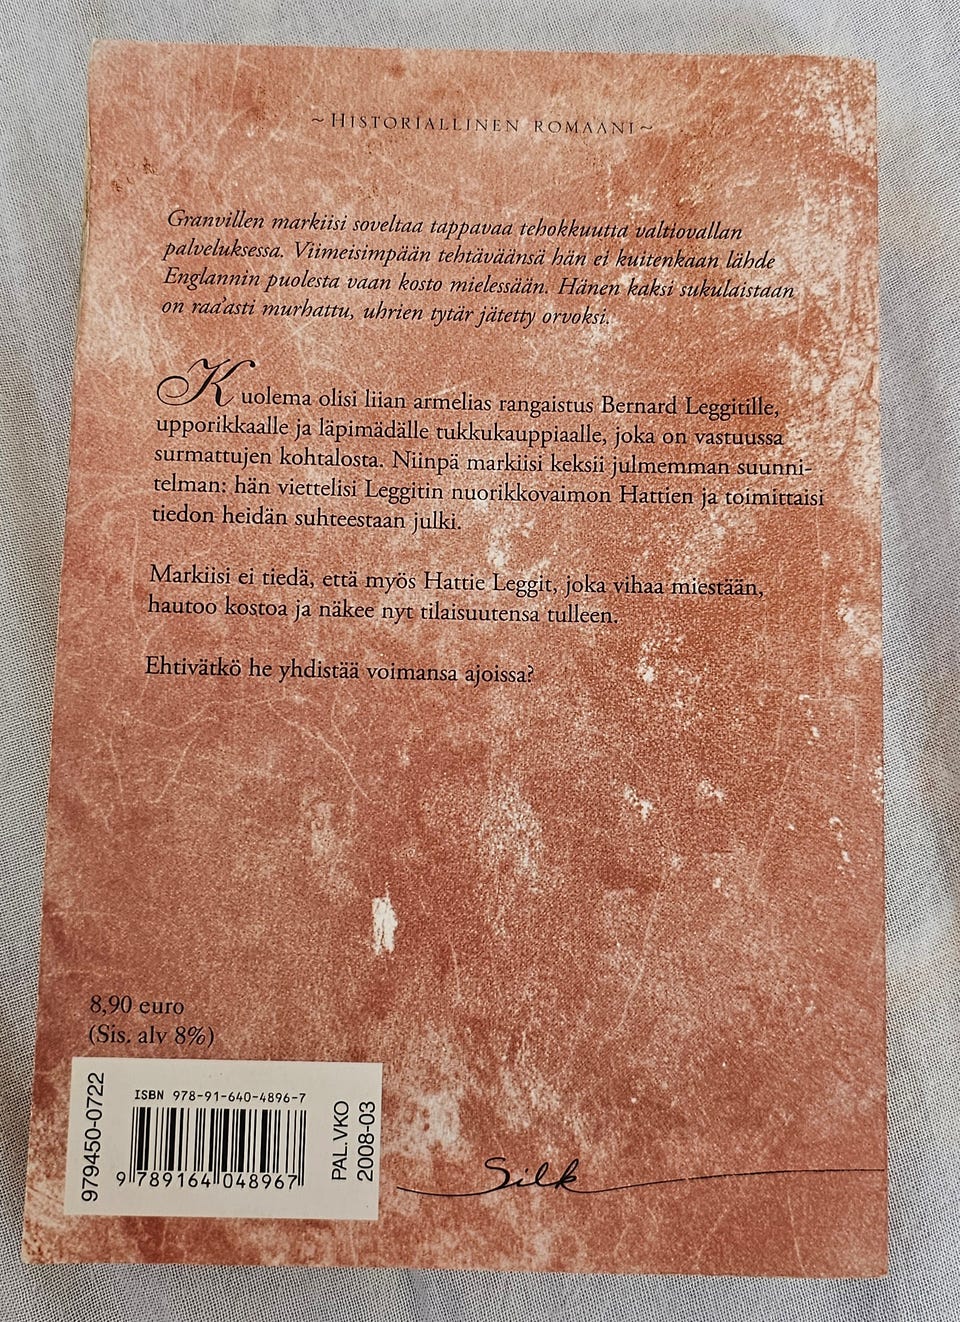 ~HISTORIALLINEN ROMAANI~
Granvillen markiisi soveltaa tappavaa tehokkuutta valtiovallan
palveluksessa. Viimeisimpään tehtäväänsä hän ei kuitenkaan lähde
Englannin puolesta vaan kosto mielessään. Hänen kaksi sukulaistaan
on raa'asti murhattu, uhrien tytär jätetty orvoksi.
Kuolema olisi liian armelias rangaistus Bernard Leggitille,
upporikkaalle ja läpimädälle tukkukauppiaalle, joka on vastuussa
surmattujen kohtalosta. Niinpä markiisi keksii julmemman suunni-
telman: hän viettelisi Leggitin nuorikkovaimon Hattien ja toimittaisi
tiedon heidän suhteestaan julki.
Markiisi ei tiedä, että myös Hattie Leggit, joka vihaa miestään,
hautoo kostoa ja näkee nyt tilaisuutensa tulleen.
Ehtivätkö he yhdistää voimansa ajoissa?
8,90 euro
(Sis. alv 8%)
979450-0722
ISBN 978-91-640-4896-7
9 789164 048967
PAL.VKO
2008-03
Silk